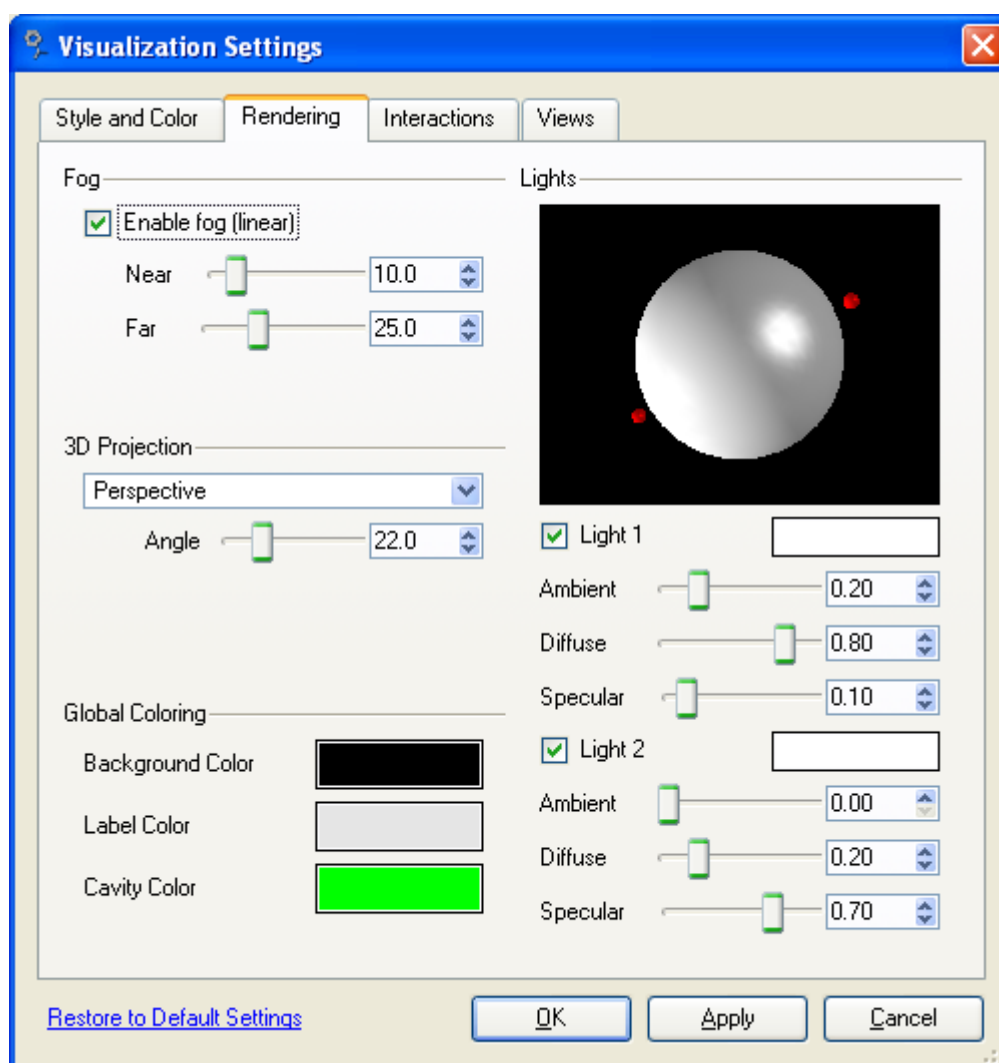 Visualization Settings
Style and Color
Rendering
Interactions
Views
Fog
Enable fog (linear)
Near 10.0
Far 25.0
3D Projection
Perspective
Angle 22.0
Global Coloring
Background Color
Label Color
Cavity Color
Lights
Light 1
Ambient 0.20
Diffuse 0.80
Specular 0.10
Light 2
Ambient 0.00
Diffuse 0.20
Specular 0.70
Restore to Default Settings
OK
Apply
Cancel